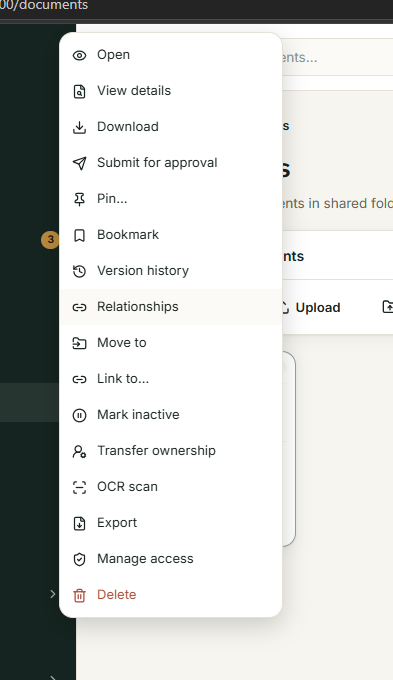 00/documents
Open
ents...
View details
s
Download
Submit for approval
s
Pin...
ents in shared fold
Bookmark
3
nts
Version history
Relationships
Upload
Move to
Link to...
Mark inactive
Transfer ownership
OCR scan
Export
Manage access
Delete